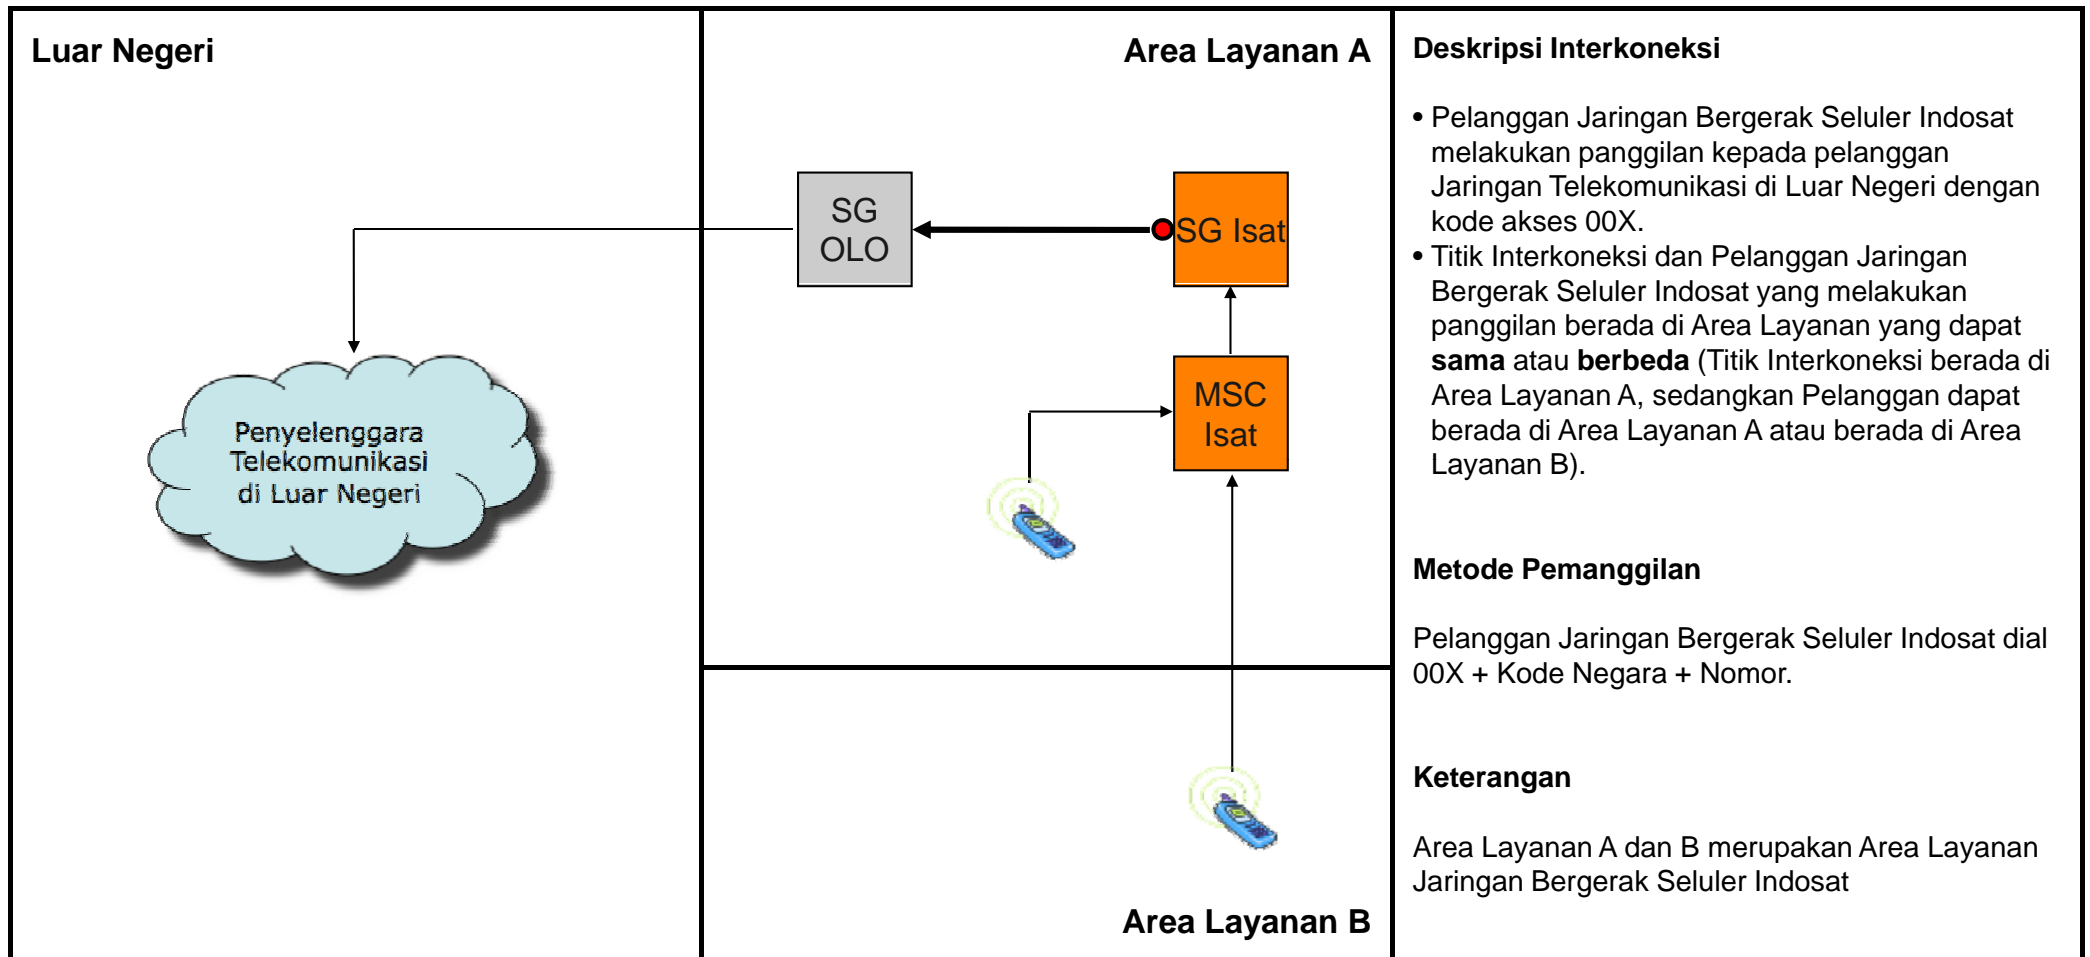 Luar Negeri
Area Layanan A
SG
OLO
SG Isat
MSC
Isat
Penyelenggara
Telekomunikasi
di Luar Negeri
Area Layanan B
Deskripsi Interkoneksi
• Pelanggan Jaringan Bergerak Seluler Indosat
melakukan panggilan kepada pelanggan
Jaringan Telekomunikasi di Luar Negeri dengan
kode akses 00X.
• Titik Interkoneksi dan Pelanggan Jaringan
Bergerak Seluler Indosat yang melakukan
panggilan berada di Area Layanan yang dapat
sama atau berbeda (Titik Interkoneksi berada di
Area Layanan A, sedangkan Pelanggan dapat
berada di Area Layanan A atau berada di Area
Layanan B).
Metode Pemanggilan
Pelanggan Jaringan Bergerak Seluler Indosat dial
00X + Kode Negara + Nomor.
Keterangan
Area Layanan A dan B merupakan Area Layanan
Jaringan Bergerak Seluler Indosat